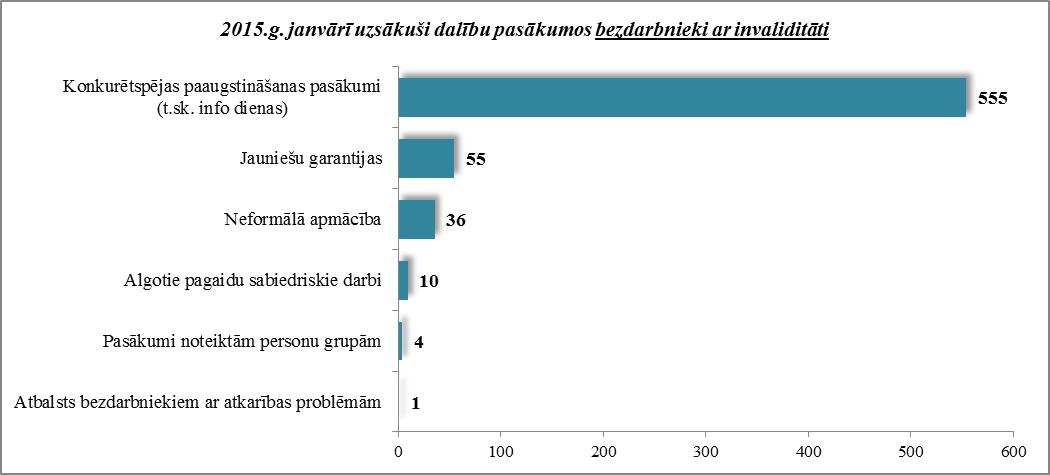 2015.g. janvārī uzsākuši dalību pasākumos bezdarbnieki ar invaliditāti
Konkurētspējas paaugstināšanas pasākumi
(t.sk. info dienas)
555
Jauniešu garantijas
55
Neformālā apmācība
36
Algotie pagaidu sabiedriskie darbi
10
Pasākumi noteiktām personu grupām
4
Atbalsts bezdarbniekiem ar atkarības problēmām
1
0 100 200 300 400 500 600